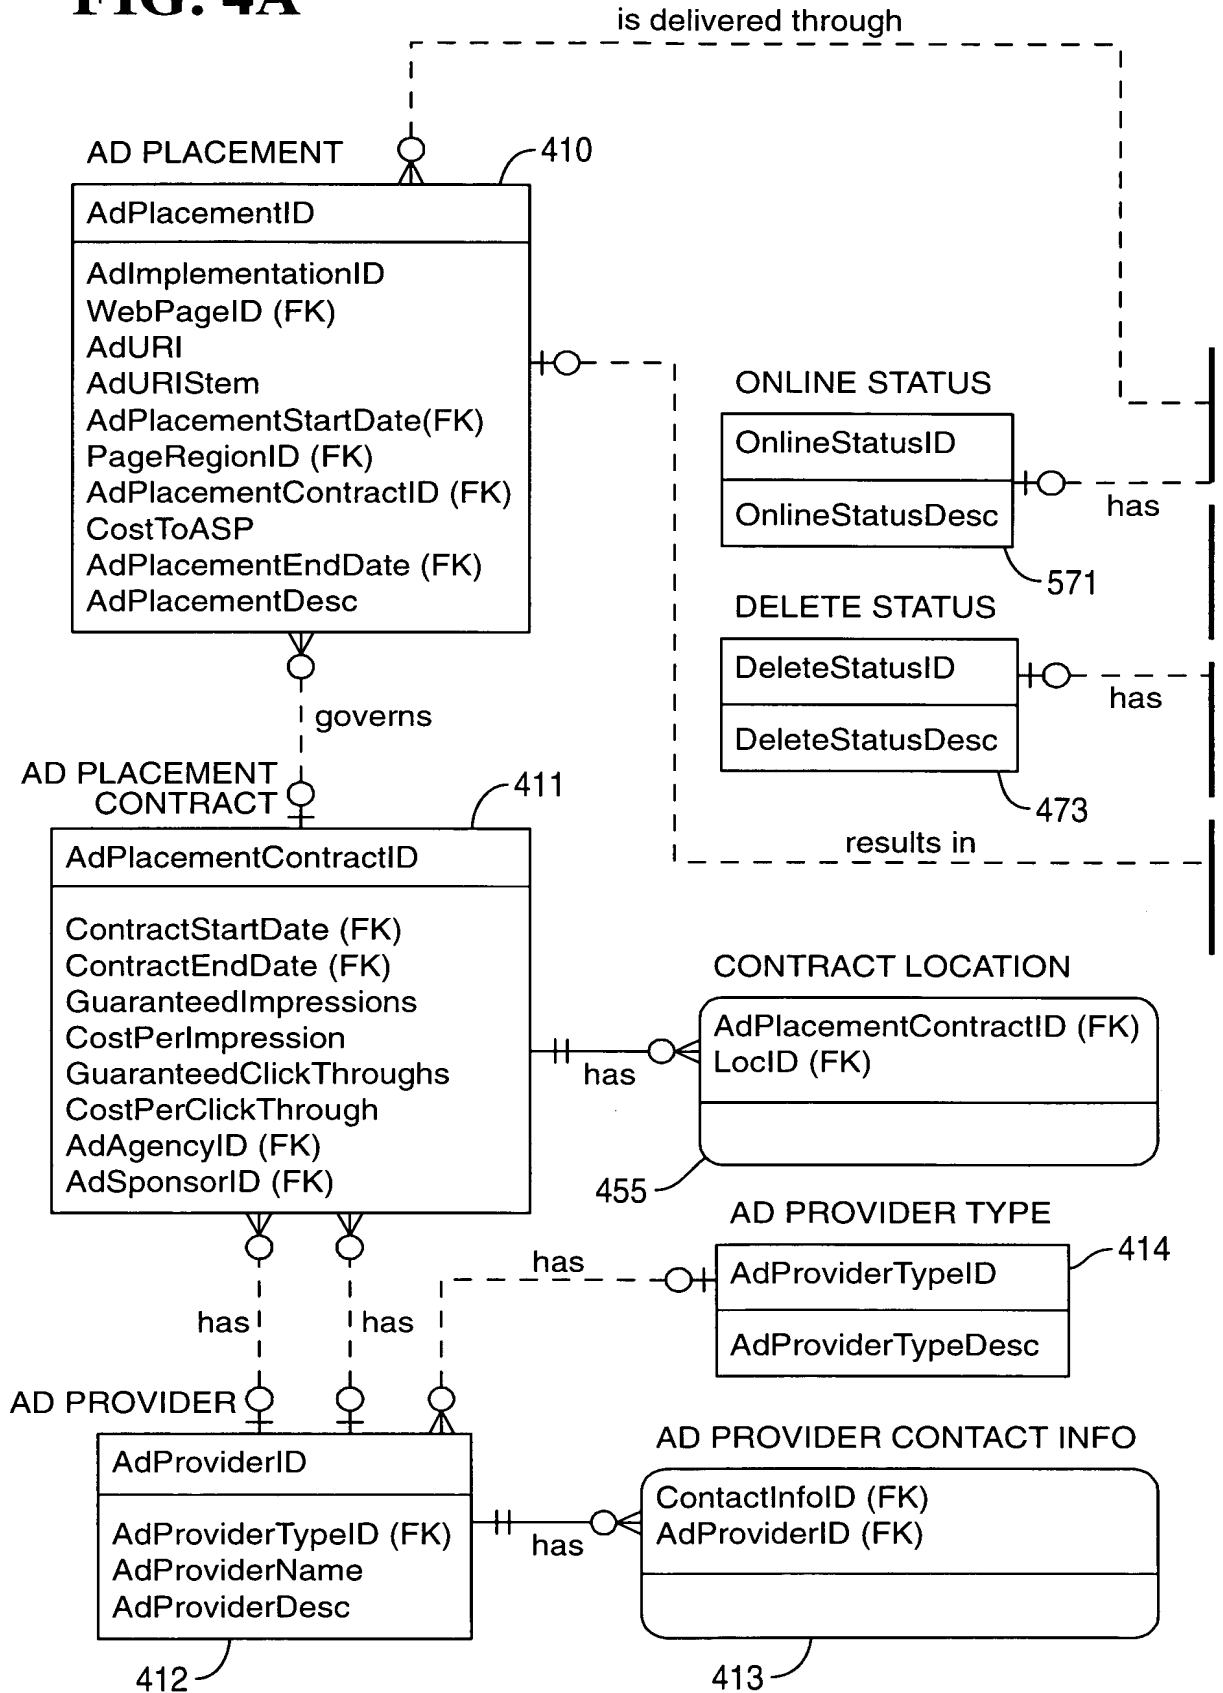 FIG. 4A
is delivered through
AD PLACEMENT
410
AdPlacementID
AdImplementationID
WebPageID (FK)
AdURI
AdURIStem
AdPlacementStartDate(FK)
PageRegionID (FK)
AdPlacementContractID (FK)
CostToASP
AdPlacementEndDate (FK)
AdPlacementDesc
ONLINE STATUS
OnlineStatusID
OnlineStatusDesc
has
571
DELETE STATUS
DeleteStatusID
DeleteStatusDesc
has
473
governs
results in
AD PLACEMENT
CONTRACT
411
AdPlacementContractID
ContractStartDate (FK)
ContractEndDate (FK)
GuaranteedImpressions
CostPerImpression
GuaranteedClickThroughs
CostPerClickThrough
AdAgencyID (FK)
AdSponsorID (FK)
has
CONTRACT LOCATION
AdPlacementContractID (FK)
LocID (FK)
455
AD PROVIDER TYPE
414
AdProviderTypeID
AdProviderTypeDesc
has
has
has
AD PROVIDER
AdProviderID
AdProviderTypeID (FK)
AdProviderName
AdProviderDesc
412
has
AD PROVIDER CONTACT INFO
ContactInfoID (FK)
AdProviderID (FK)
413